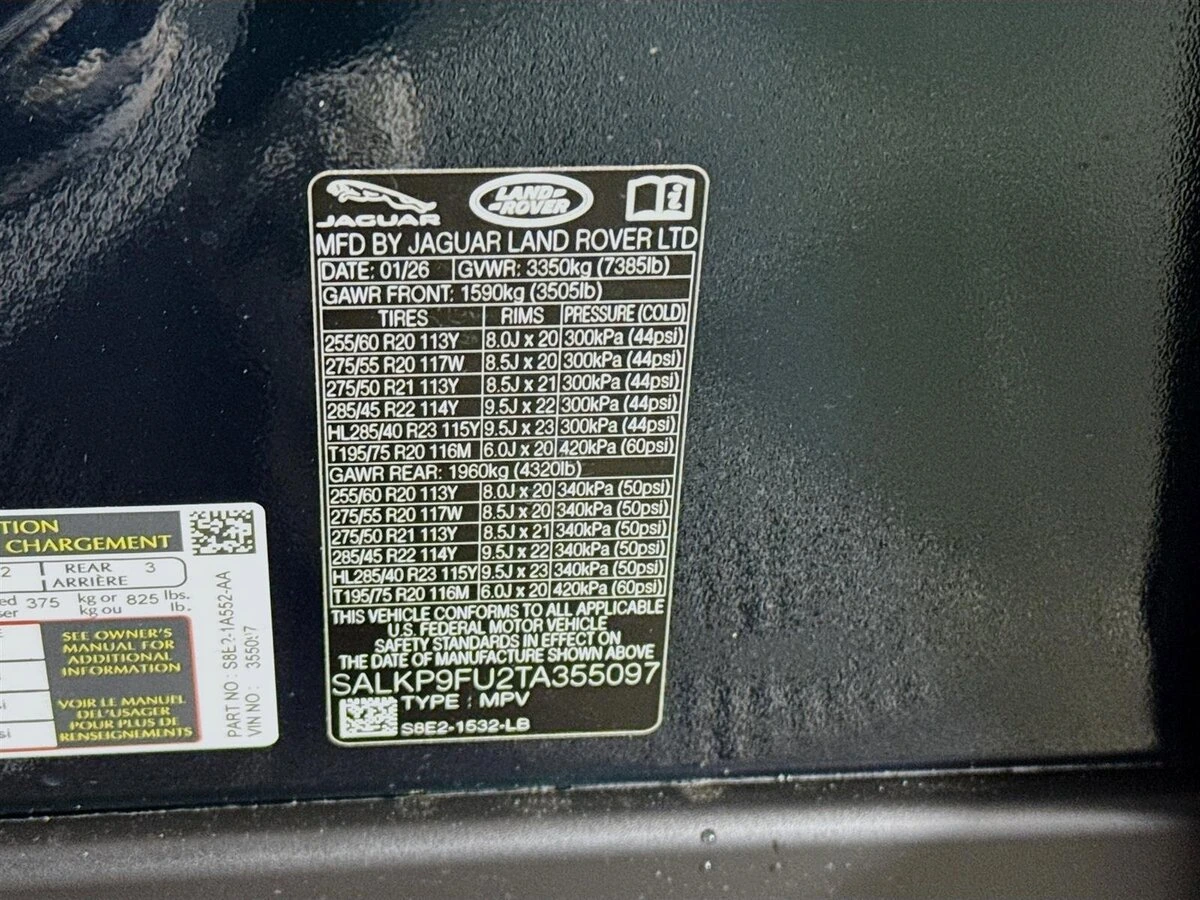 JAGUAR
LAND ROVER
MFD BY JAGUAR LAND ROVER LTD
DATE: 01/26 GVWR: 3350kg (7385lb)
GAWR FRONT: 1590kg (3505lb)
TIRES RIMS PRESSURE (COLD)
255/60 R20 113Y 8.0J x 20 300kPa (44psi)
275/55 R20 117W 8.5J x 20 300kPa (44psi)
275/50 R21 113Y 8.5J x 21 300kPa (44psi)
285/45 R22 114Y 9.5J x 22 300kPa (44psi)
HL285/40 R23 115Y 9.5J x 23 300kPa (44psi)
T195/75 R20 116M 6.0J x 20 420kPa (60psi)
GAWR REAR: 1960kg (4320lb)
255/60 R20 113Y 8.0J x 20 340kPa (50psi)
275/55 R20 117W 8.5J x 20 340kPa (50psi)
275/50 R21 113Y 8.5J x 21 340kPa (50psi)
285/45 R22 114Y 9.5J x 22 340kPa (50psi)
HL285/40 R23 115Y 9.5J x 23 340kPa (50psi)
T195/75 R20 116M 6.0J x 20 420kPa (60psi)
THIS VEHICLE CONFORMS TO ALL APPLICABLE
U.S. FEDERAL MOTOR VEHICLE
SAFETY STANDARDS IN EFFECT ON
THE DATE OF MANUFACTURE SHOWN ABOVE
SALKP9FU2TA355097
TYPE : MPV
S8E2-1532-LB
TION
CHARGEMENT
2 REAR 3
ARRIÈRE
ed 375 kg or 825 lbs.
ser kg ou lb.
E
SEE OWNER'S
MANUAL FOR
ADDITIONAL
INFORMATION
si
VOIR LE MANUEL
DE L'USAGER
POUR PLUS DE
RENSEIGNEMENTS
si
PART NO : S8E2-1A552-AA
VIN NO : 355097